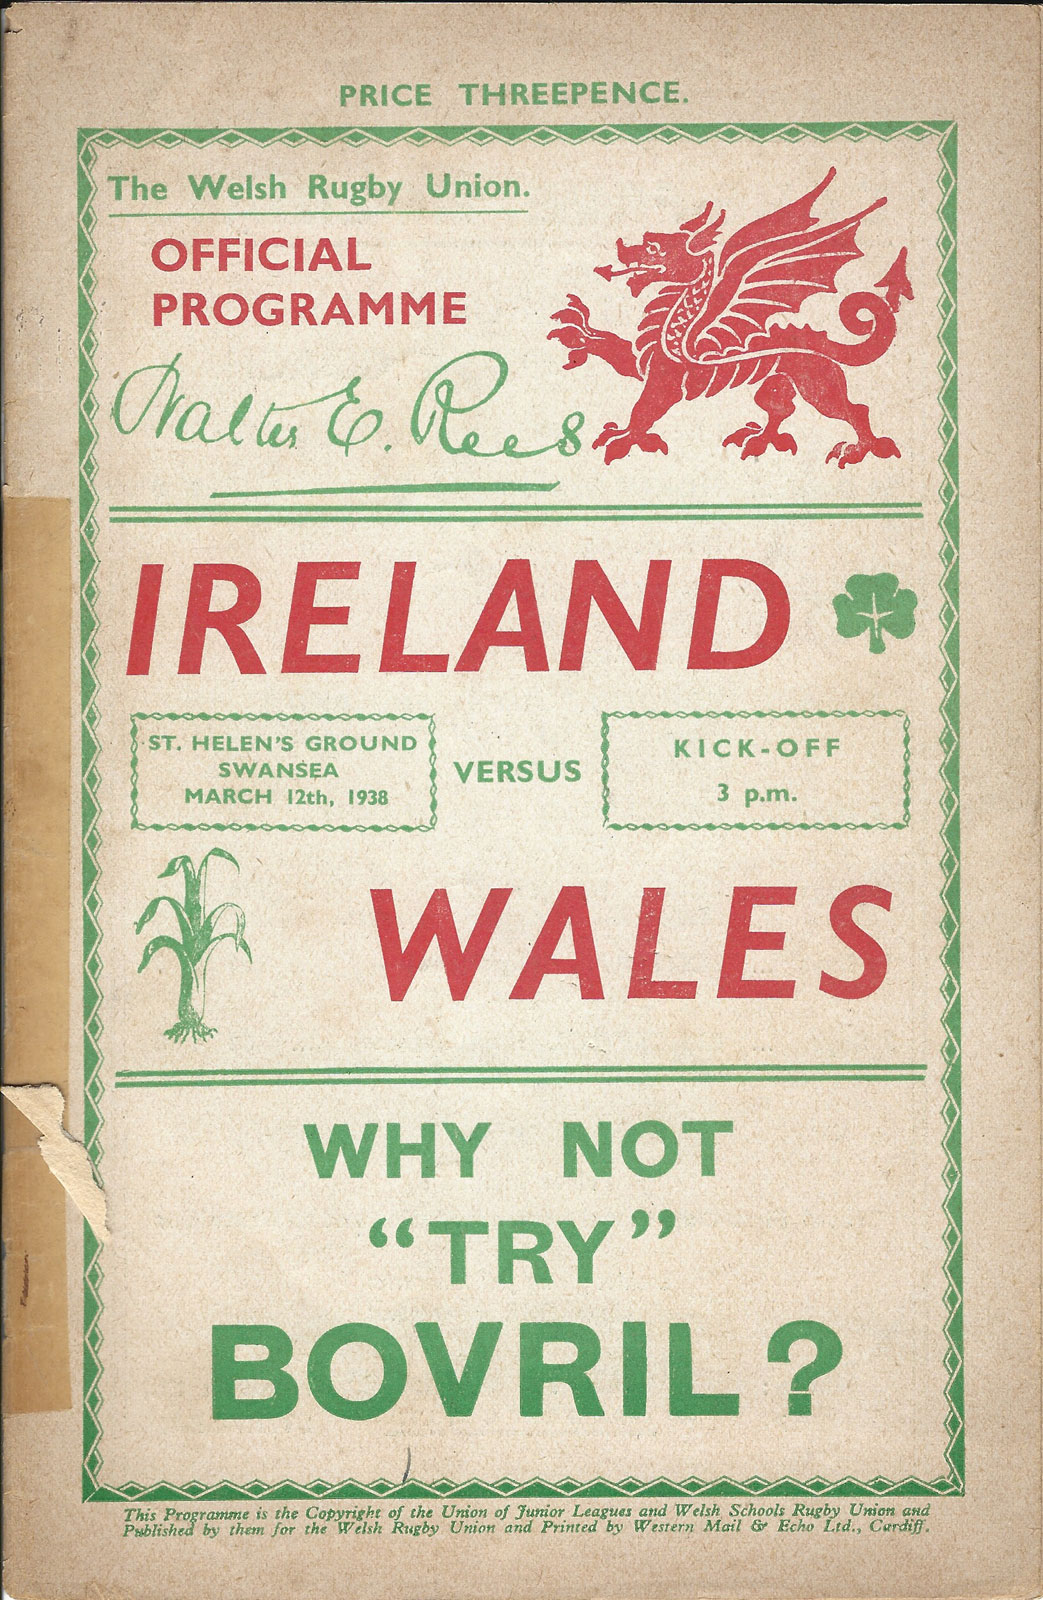 PRICE THREEPENCE.
The Welsh Rugby Union.
OFFICIAL
PROGRAMME
Walter E. Rees
IRELAND
ST. HELEN'S GROUND
SWANSEA
MARCH 12th, 1938
VERSUS
KICK-OFF
3 p.m.
WALES
WHY NOT
"TRY"
BOVRIL?
This Programme is the Copyright of the Union of Junior Leagues and Welsh Schools Rugby Union and
Published by them for the Welsh Rugby Union and Printed by Western Mail & Echo Ltd., Cardiff.